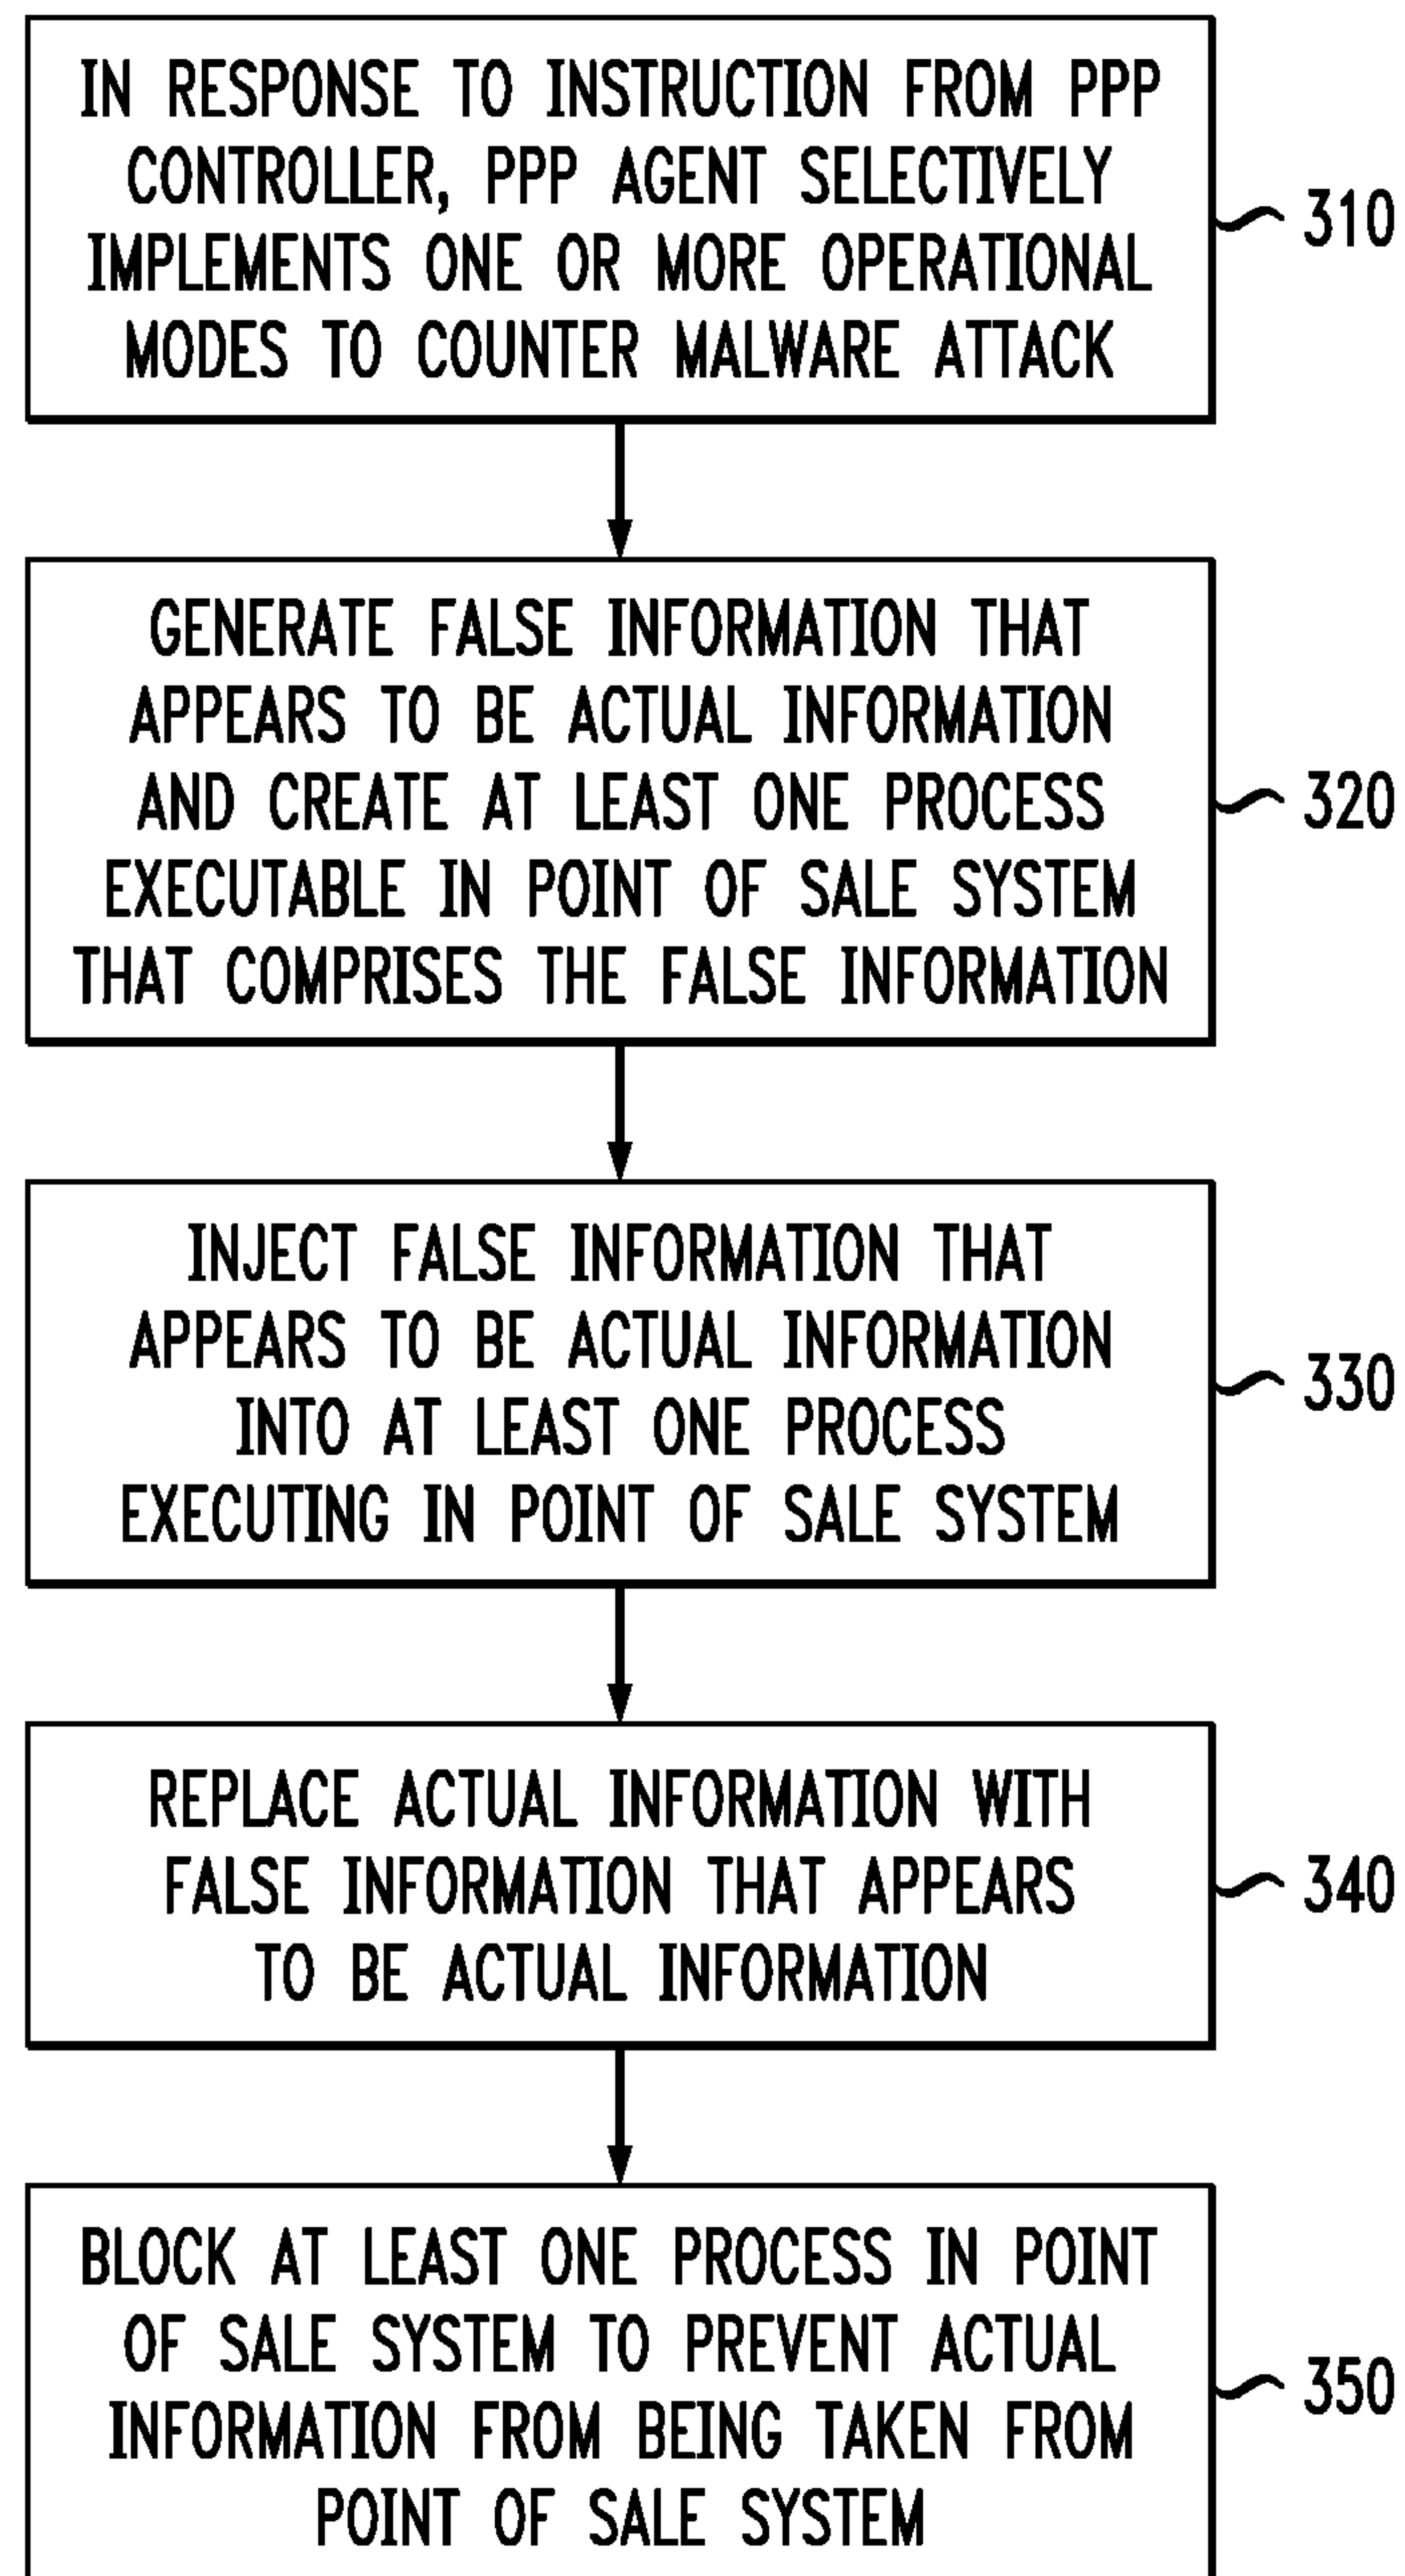 IN RESPONSE TO INSTRUCTION FROM PPP
CONTROLLER, PPP AGENT SELECTIVELY
IMPLEMENTS ONE OR MORE OPERATIONAL
MODES TO COUNTER MALWARE ATTACK
310
GENERATE FALSE INFORMATION THAT
APPEARS TO BE ACTUAL INFORMATION
AND CREATE AT LEAST ONE PROCESS
EXECUTABLE IN POINT OF SALE SYSTEM
THAT COMPRISES THE FALSE INFORMATION
320
INJECT FALSE INFORMATION THAT
APPEARS TO BE ACTUAL INFORMATION
INTO AT LEAST ONE PROCESS
EXECUTING IN POINT OF SALE SYSTEM
330
REPLACE ACTUAL INFORMATION WITH
FALSE INFORMATION THAT APPEARS
TO BE ACTUAL INFORMATION
340
BLOCK AT LEAST ONE PROCESS IN POINT
OF SALE SYSTEM TO PREVENT ACTUAL
INFORMATION FROM BEING TAKEN FROM
POINT OF SALE SYSTEM
350